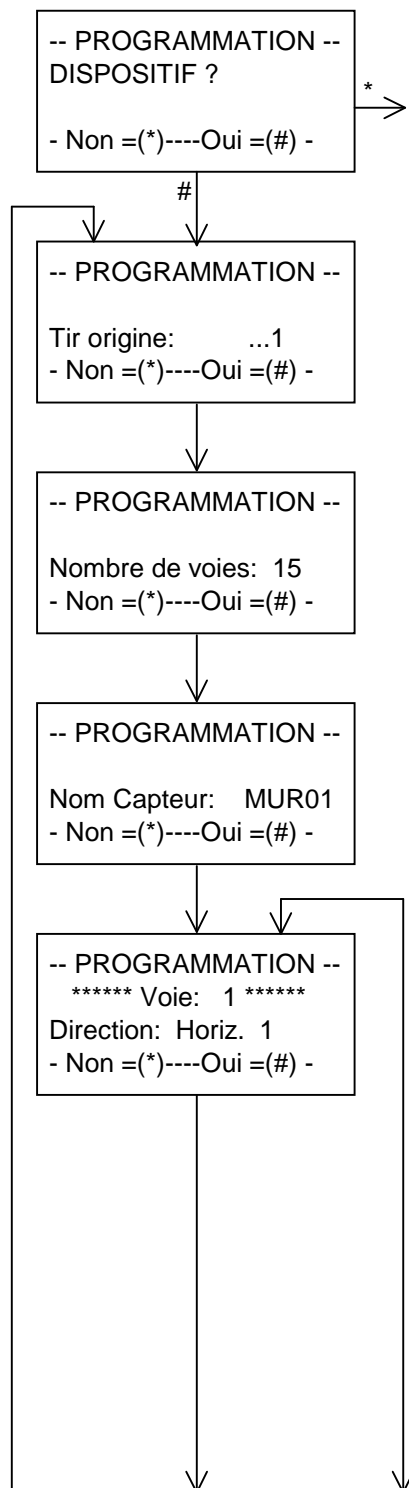 -- PROGRAMMATION --
DISPOSITIF ?
- Non =(*)----Oui =(#) -
*
#
-- PROGRAMMATION --
Tir origine: ...1
- Non =(*)----Oui =(#) -
-- PROGRAMMATION --
Nombre de voies: 15
- Non =(*)----Oui =(#) -
-- PROGRAMMATION --
Nom Capteur: MUR01
- Non =(*)----Oui =(#) -
-- PROGRAMMATION --
****** Voie: 1 ******
Direction: Horiz. 1
- Non =(*)----Oui =(#) -